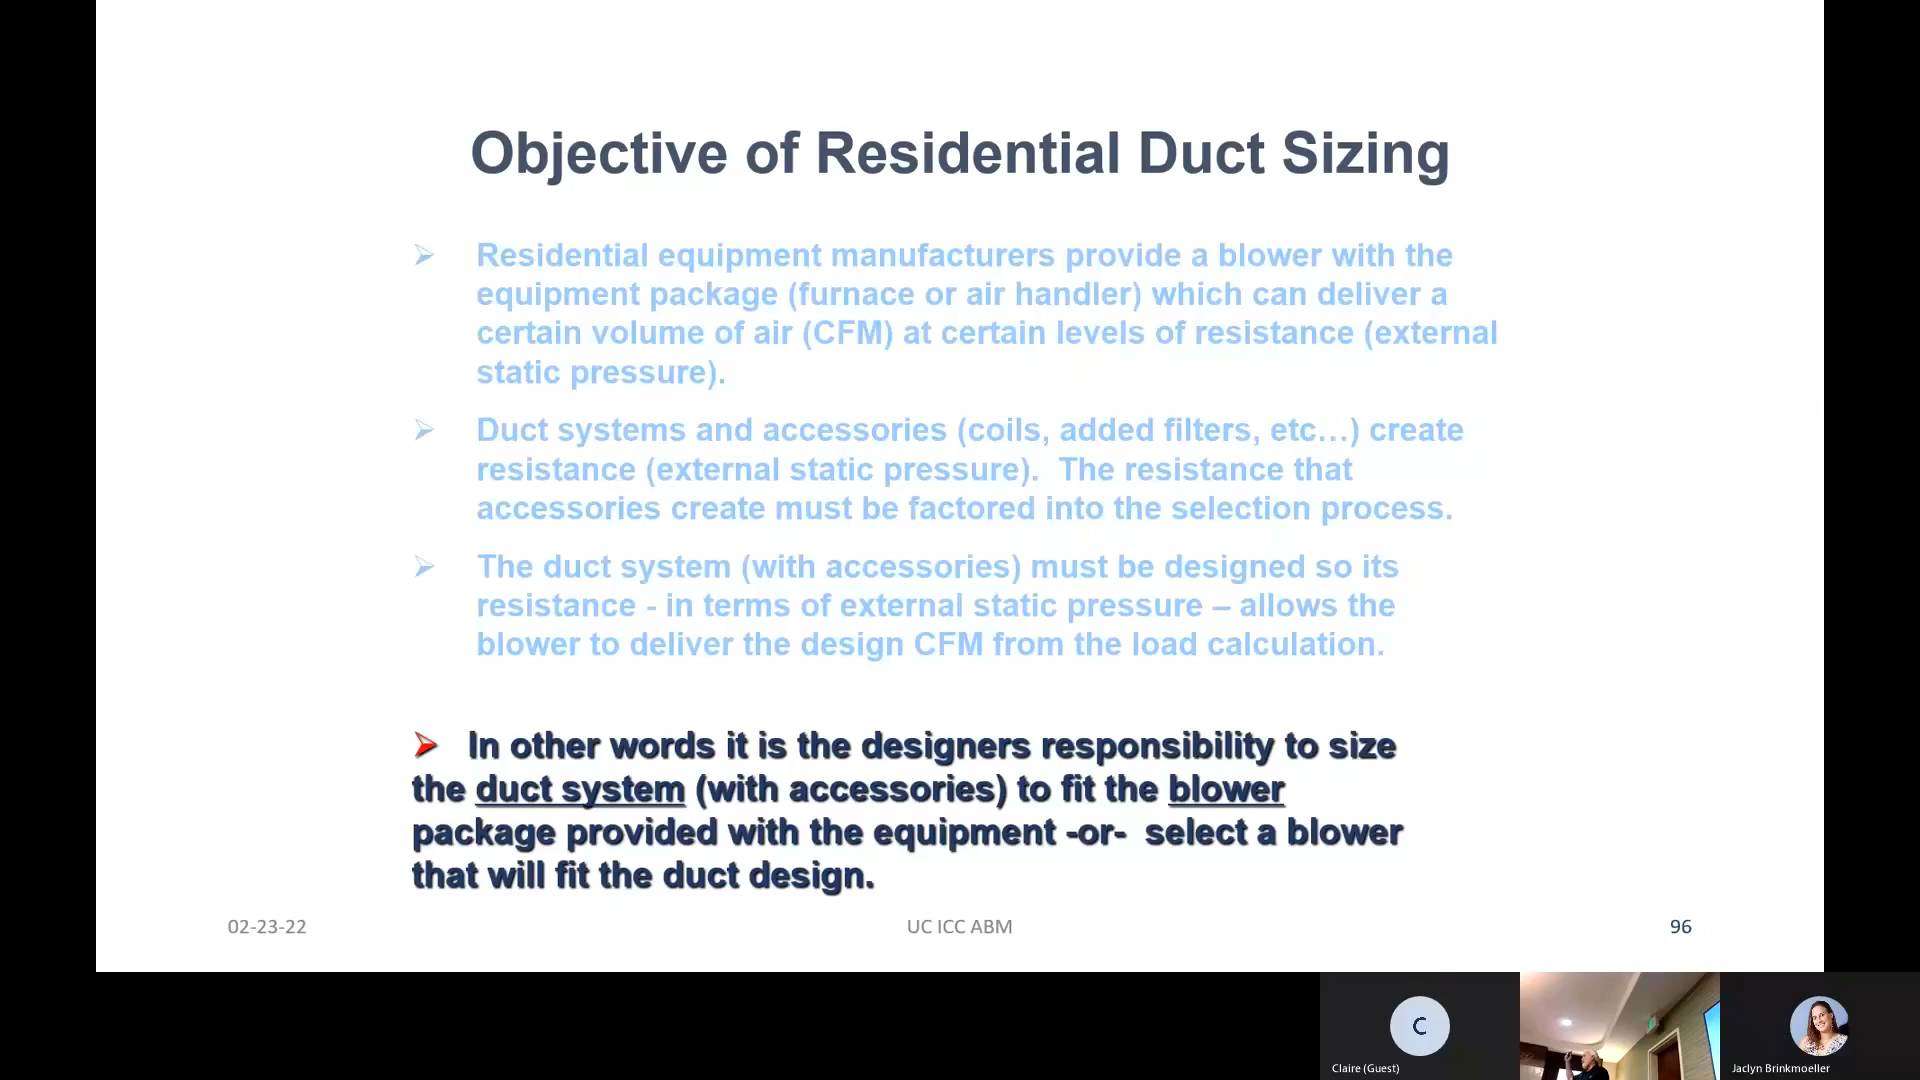 Objective of Residential Duct Sizing
Residential equipment manufacturers provide a blower with the
equipment package (furnace or air handler) which can deliver a
certain volume of air (CFM) at certain levels of resistance (external
static pressure).
Duct systems and accessories (coils, added filters, etc…) create
resistance (external static pressure).  The resistance that
accessories create must be factored into the selection process.
The duct system (with accessories) must be designed so its
resistance - in terms of external static pressure – allows the
blower to deliver the design CFM from the load calculation.
In other words it is the designers responsibility to size
the duct system (with accessories) to fit the blower
package provided with the equipment -or-  select a blower
that will fit the duct design.
02-23-22
UC ICC ABM
96
C
Claire (Guest)
Jaclyn Brinkmoeller